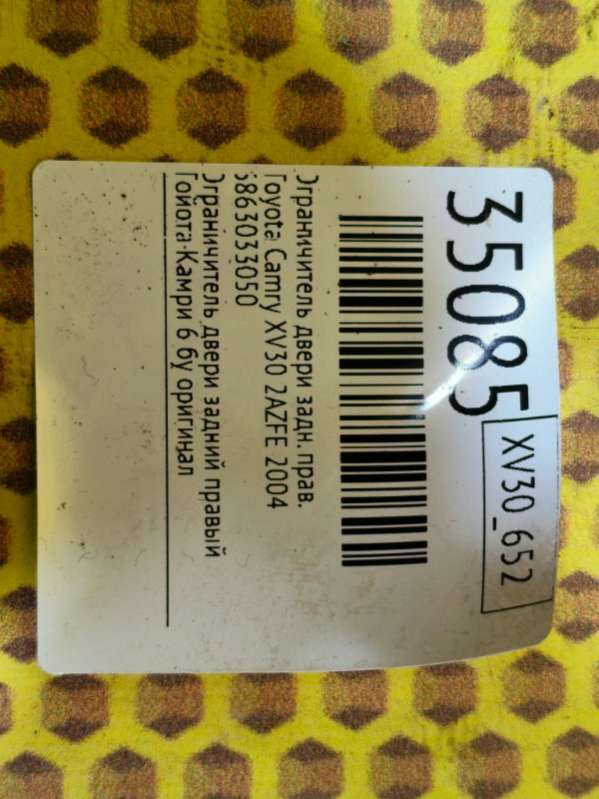 35085
XV30_652
Ограничитель двери задн. прав.
Toyota Camry XV30 2AZFE 2004
6863033050
Ограничитель двери задний правый
Тойота Камри 6 бу оригинал